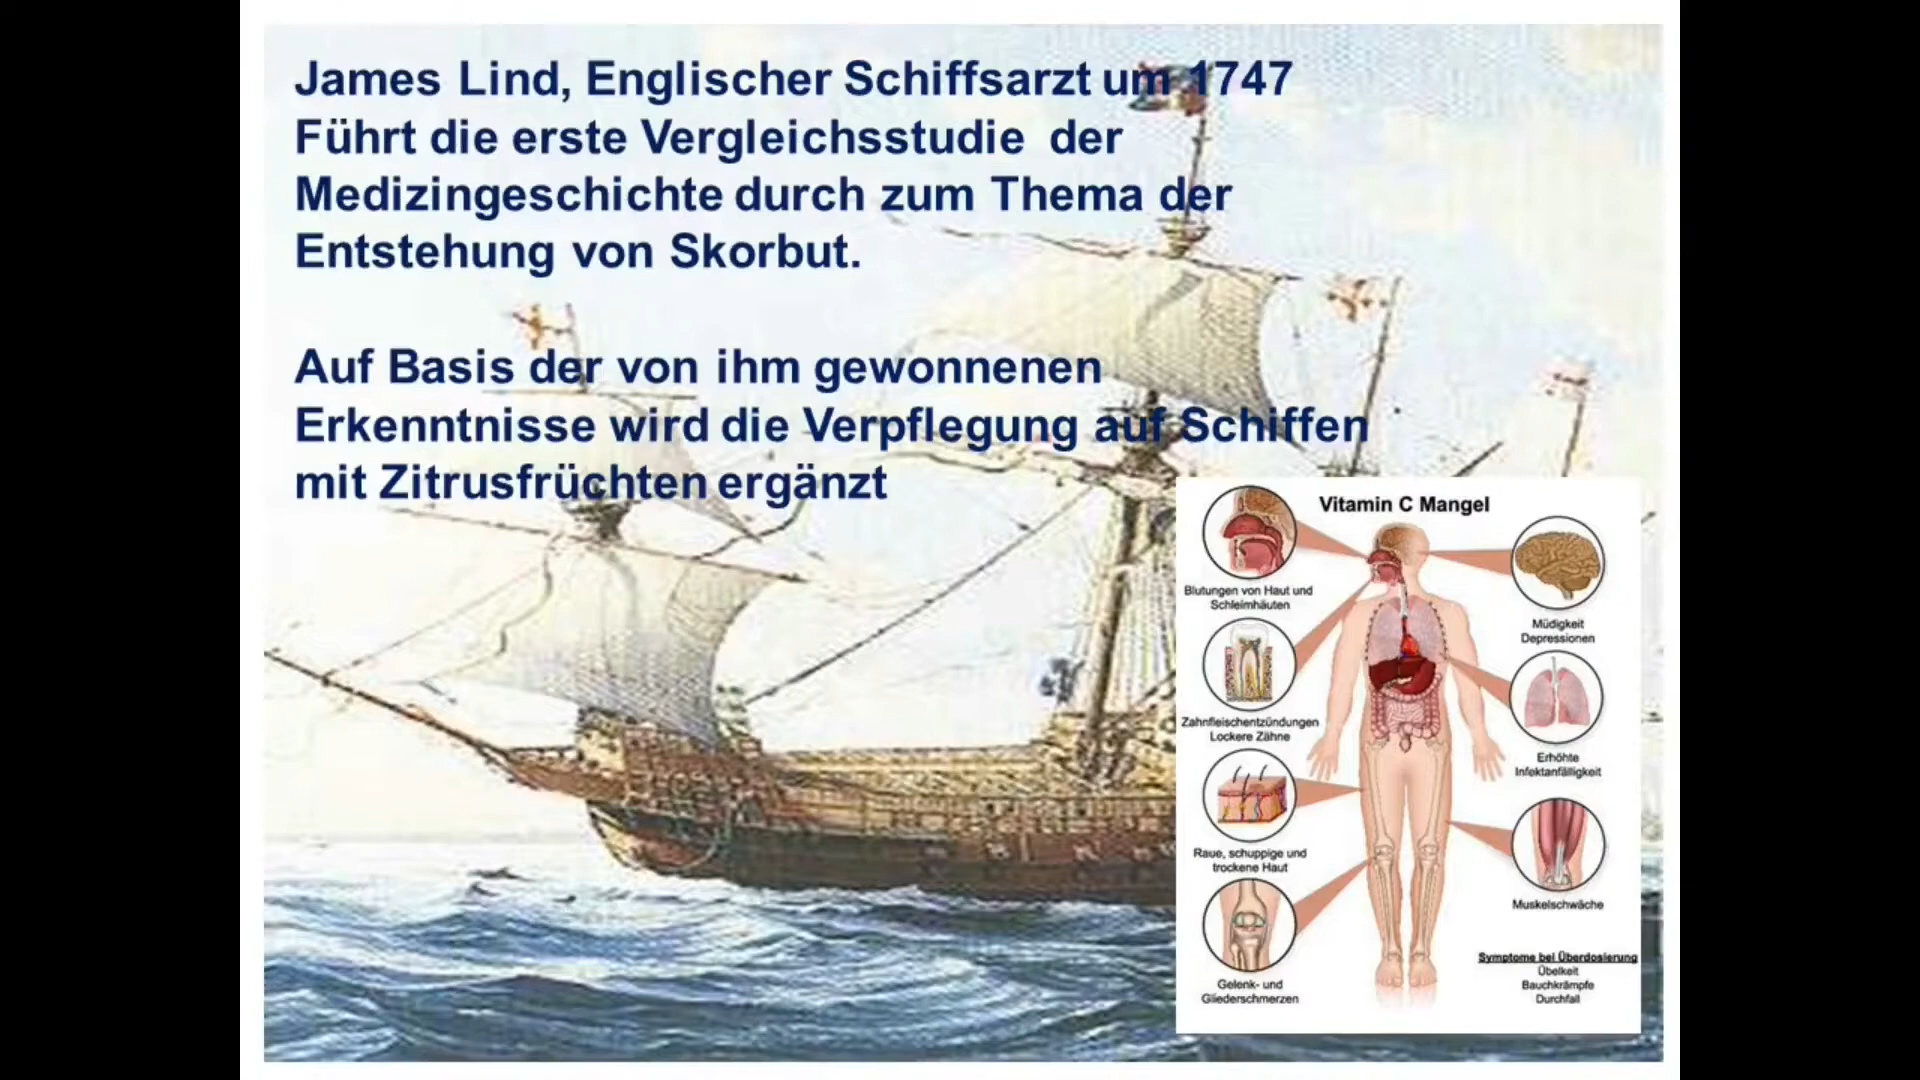 James Lind, Englischer Schiffsarzt um 1747
Führt die erste Vergleichsstudie der
Medizingeschichte durch zum Thema der
Entstehung von Skorbut.
Auf Basis der von ihm gewonnenen
Erkenntnisse wird die Verpflegung auf Schiffen
mit Zitrusfrüchten ergänzt
Vitamin C Mangel
Blutungen von Haut und
Schleimhäuten
Zahnfleischentzündungen
Lockere Zähne
Raue, schuppige und
trockene Haut
Gelenk- und
Gliederschmerzen
Müdigkeit
Depressionen
Erhöhte
Infektanfälligkeit
Muskelschwäche
Symptome bei Überdosierung
Übelkeit
Bauchkrämpfe
Durchfall